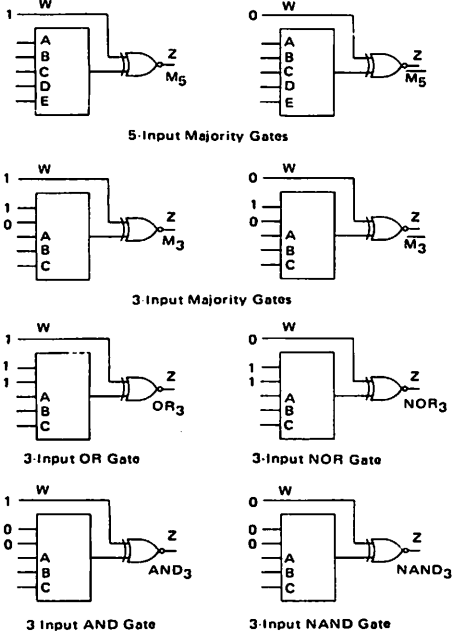 W W
1 0
A A
B B
C Z C Z
D M5 D M5
E E
5-Input Majority Gates
W W
1 0
1 1
0 Z 0 Z
A M3 A M3
B B
C C
3-Input Majority Gates
W W
1 0
1 1
1 Z 1 Z
A OR3 A NOR3
B B
C C
3-Input OR Gate 3-Input NOR Gate
W W
1 0
0 0
0 Z 0 Z
A AND3 A NAND3
B B
C C
3 Input AND Gate 3-Input NAND Gate